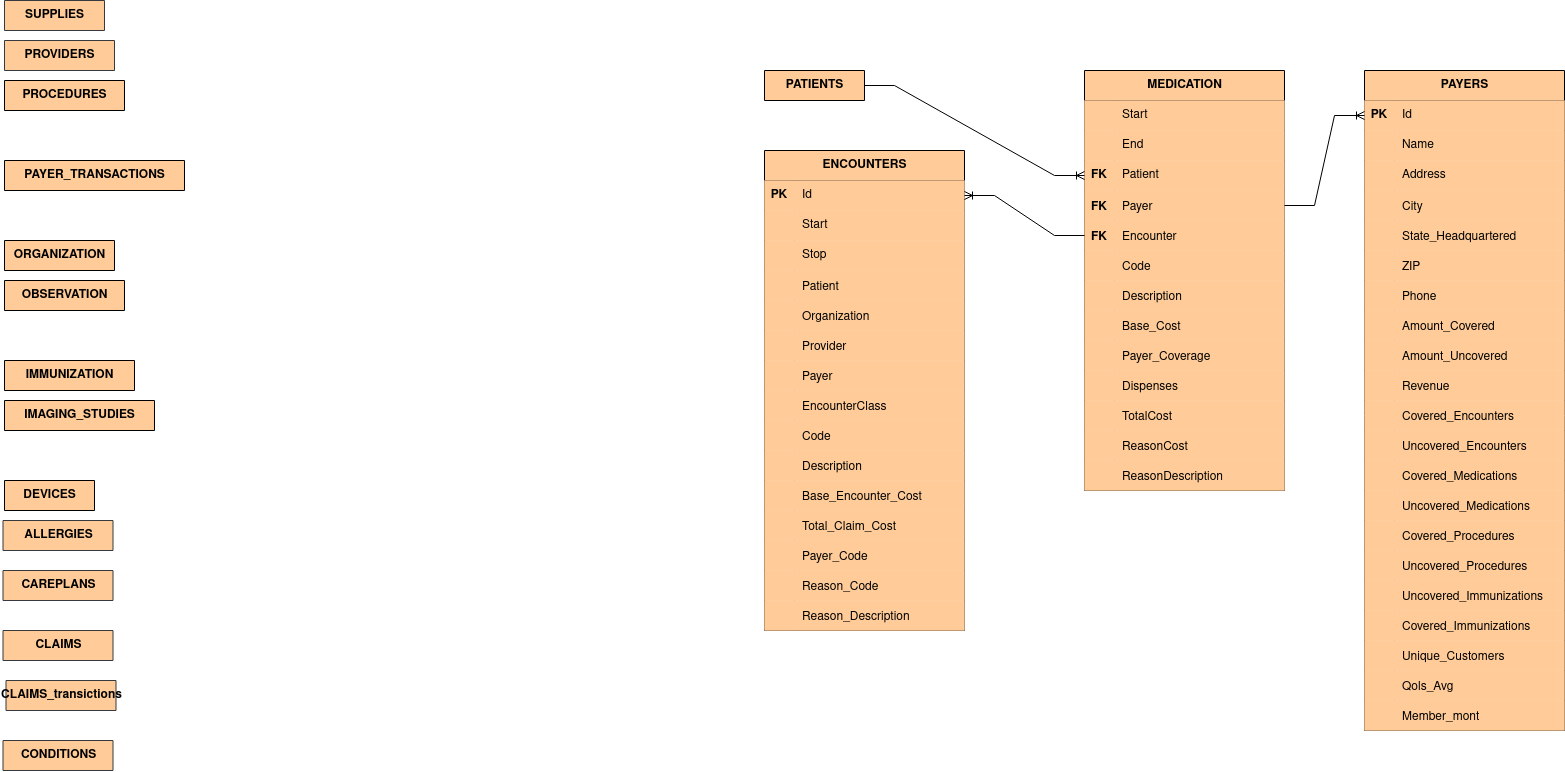 SUPPLIES
PROVIDERS
PROCEDURES
PAYER_TRANSACTIONS
ORGANIZATION
OBSERVATION
IMMUNIZATION
IMAGING_STUDIES
DEVICES
ALLERGIES
CAREPLANS
CLAIMS
CLAIMS_transictions
CONDITIONS
PATIENTS
ENCOUNTERS
PK Id
Start
Stop
Patient
Organization
Provider
Payer
EncounterClass
Code
Description
Base_Encounter_Cost
Total_Claim_Cost
Payer_Code
Reason_Code
Reason_Description
MEDICATION
Start
End
FK Patient
FK Payer
FK Encounter
Code
Description
Base_Cost
Payer_Coverage
Dispenses
TotalCost
ReasonCost
ReasonDescription
PAYERS
PK Id
Name
Address
City
State_Headquartered
ZIP
Phone
Amount_Covered
Amount_Uncovered
Revenue
Covered_Encounters
Uncovered_Encounters
Covered_Medications
Uncovered_Medications
Covered_Procedures
Uncovered_Procedures
Uncovered_Immunizations
Covered_Immunizations
Unique_Customers
Qols_Avg
Member_mont